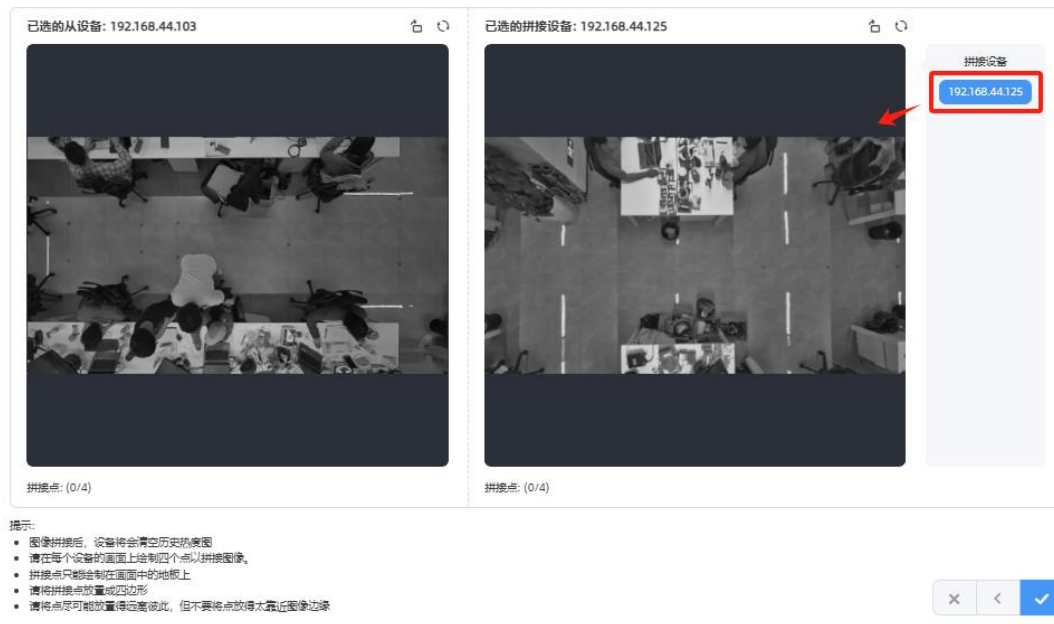 已选的从设备: 192.168.44.103
已选的拼接设备: 192.168.44.125
拼接设备
192.168.44.125
拼接点: (0/4)
拼接点: (0/4)
提示:
• 图像拼接后，设备将会清空历史热度图
• 请在每个设备的画面上绘制四个点以拼接图像。
• 拼接点只能绘制在画面中的地板上
• 请将拼接点放置成四边形
• 请将点尽可能放置得远离彼此，但不要将点放得太靠近图像边缘